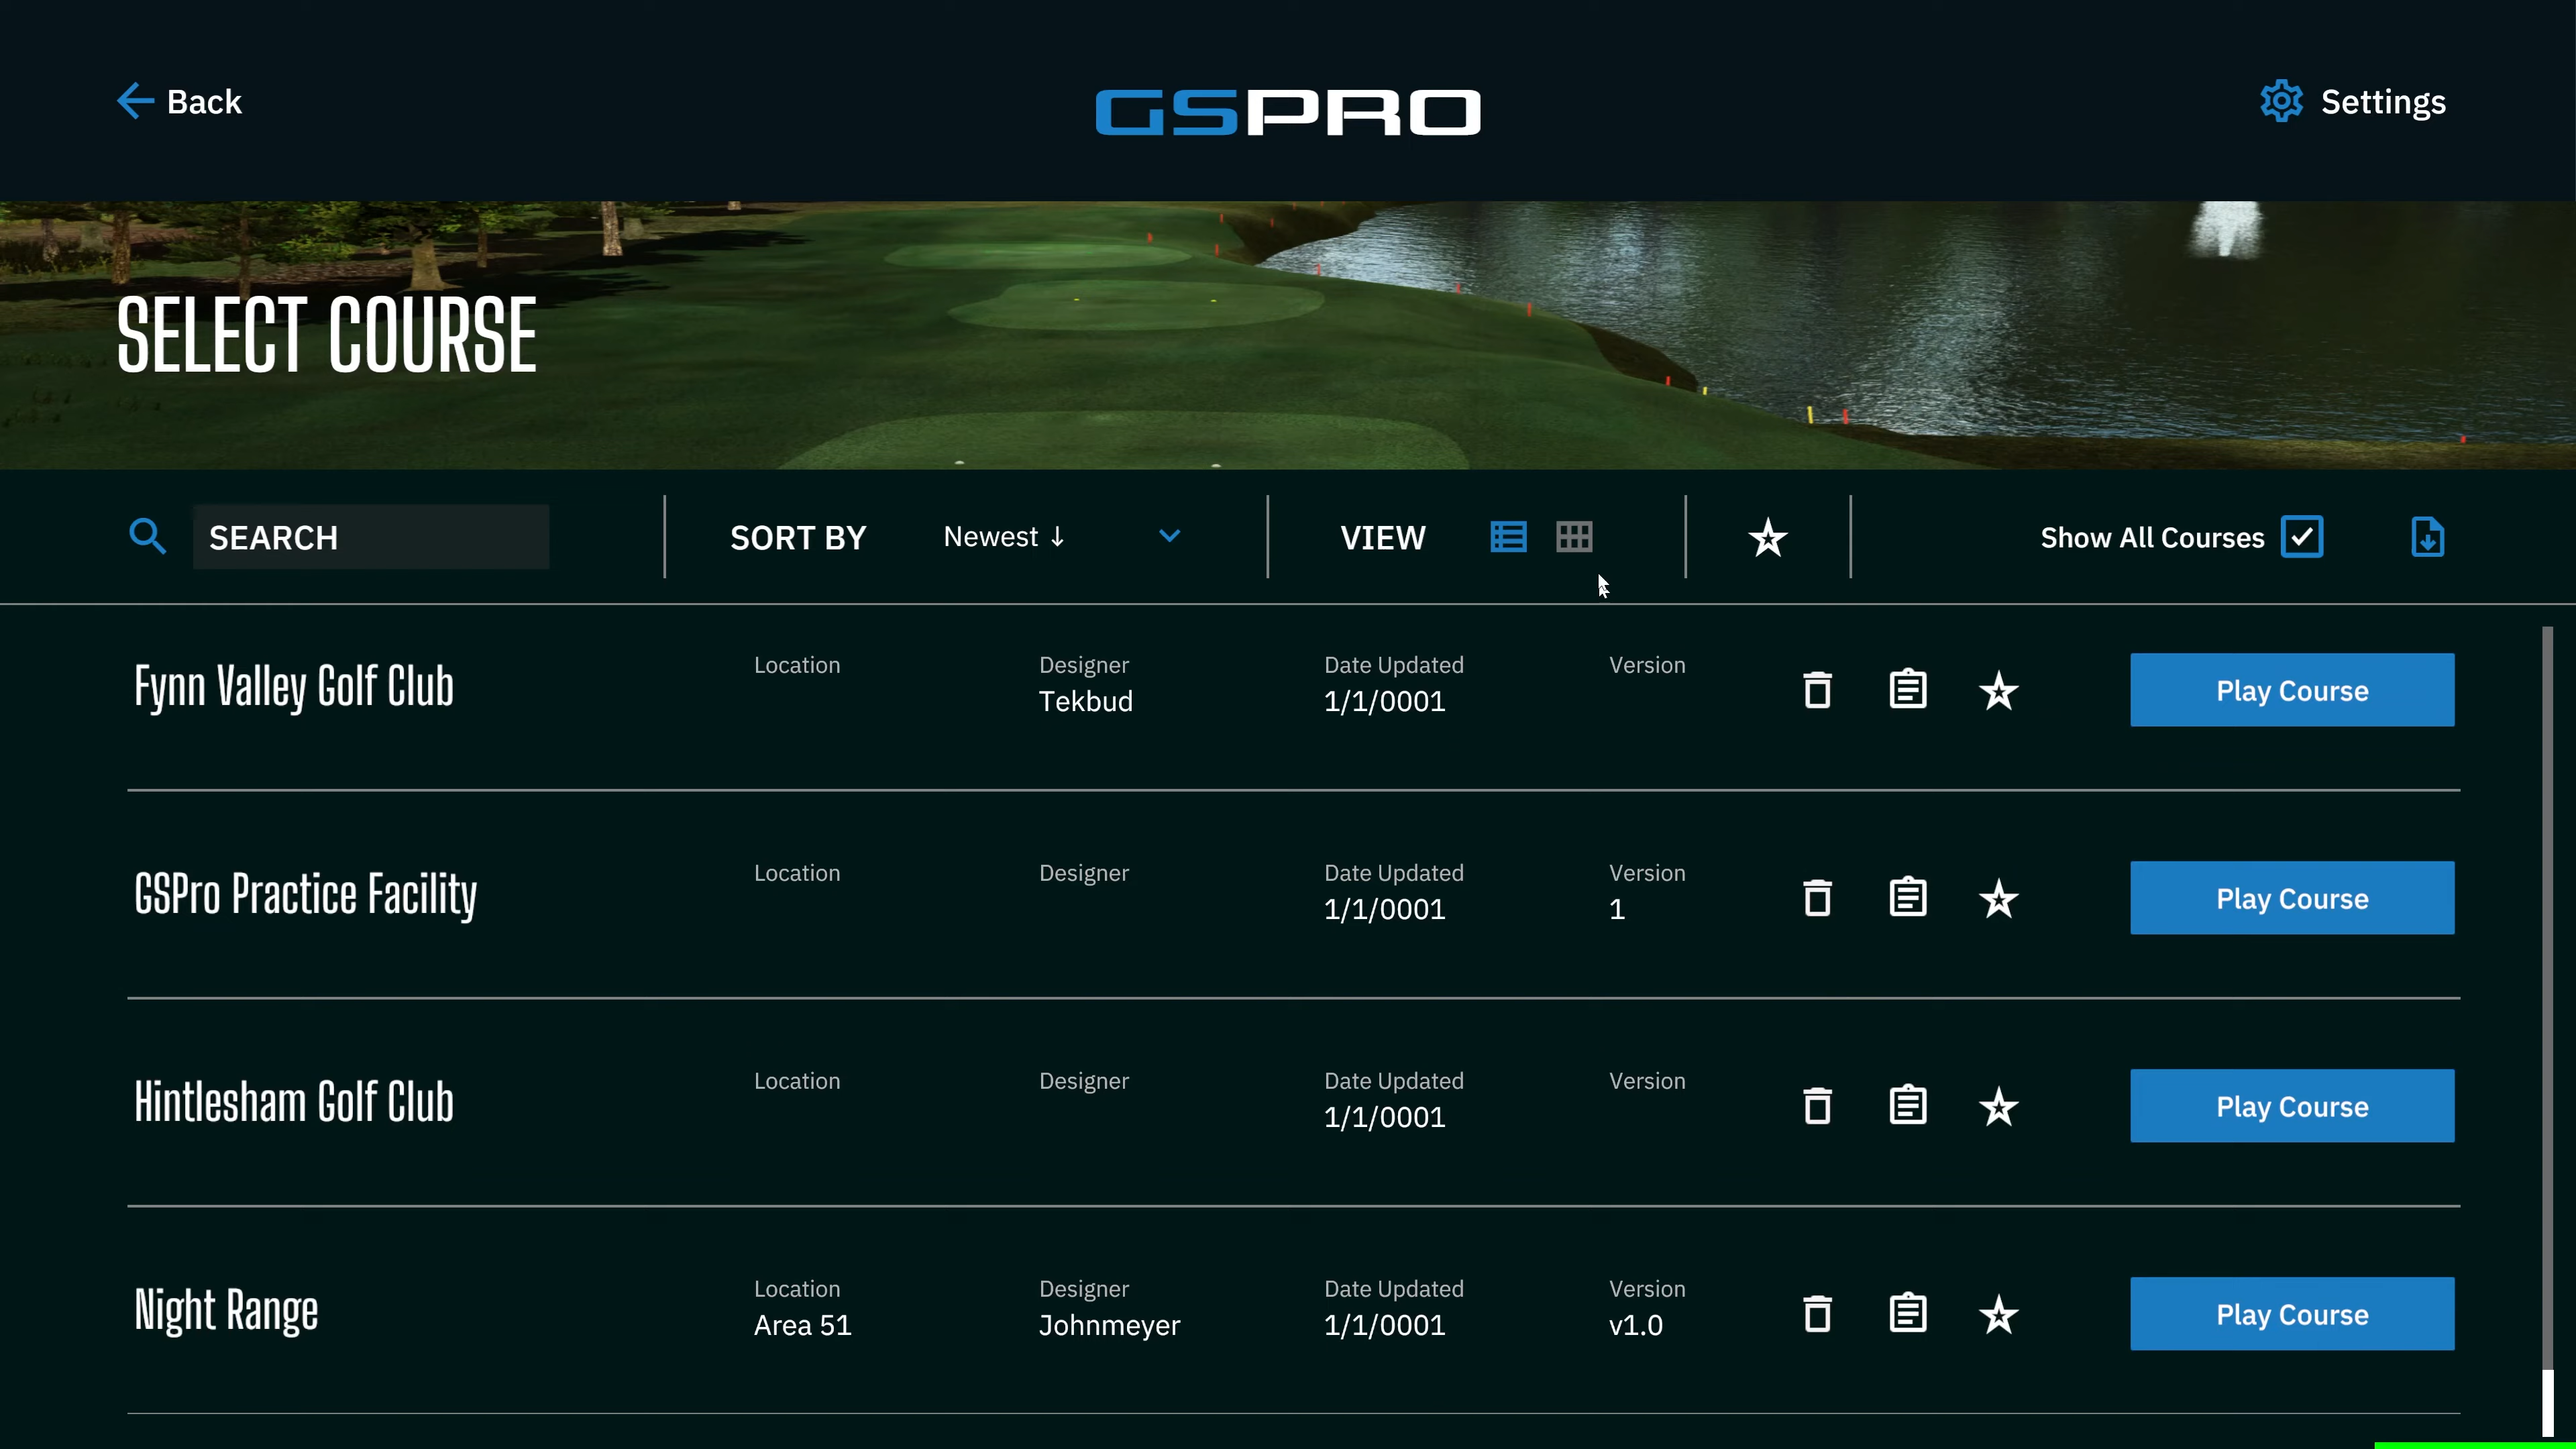 Back
GSPRO
Settings
SELECT COURSE
SEARCH
SORT BY
Newest ↓
VIEW
Show All Courses
Fynn Valley Golf Club
Location
Designer
Tekbud
Date Updated
1/1/0001
Version
Play Course
GSPro Practice Facility
Location
Designer
Date Updated
1/1/0001
Version
1
Play Course
Hintlesham Golf Club
Location
Designer
Date Updated
1/1/0001
Version
Play Course
Night Range
Location
Area 51
Designer
Johnmeyer
Date Updated
1/1/0001
Version
v1.0
Play Course